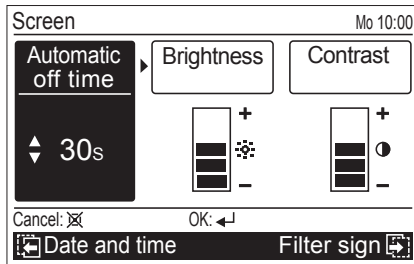 Screen Mo 10:00
Automatic off time
Brightness
Contrast
30s
+ +
− −
Cancel: OK:
Date and time Filter sign